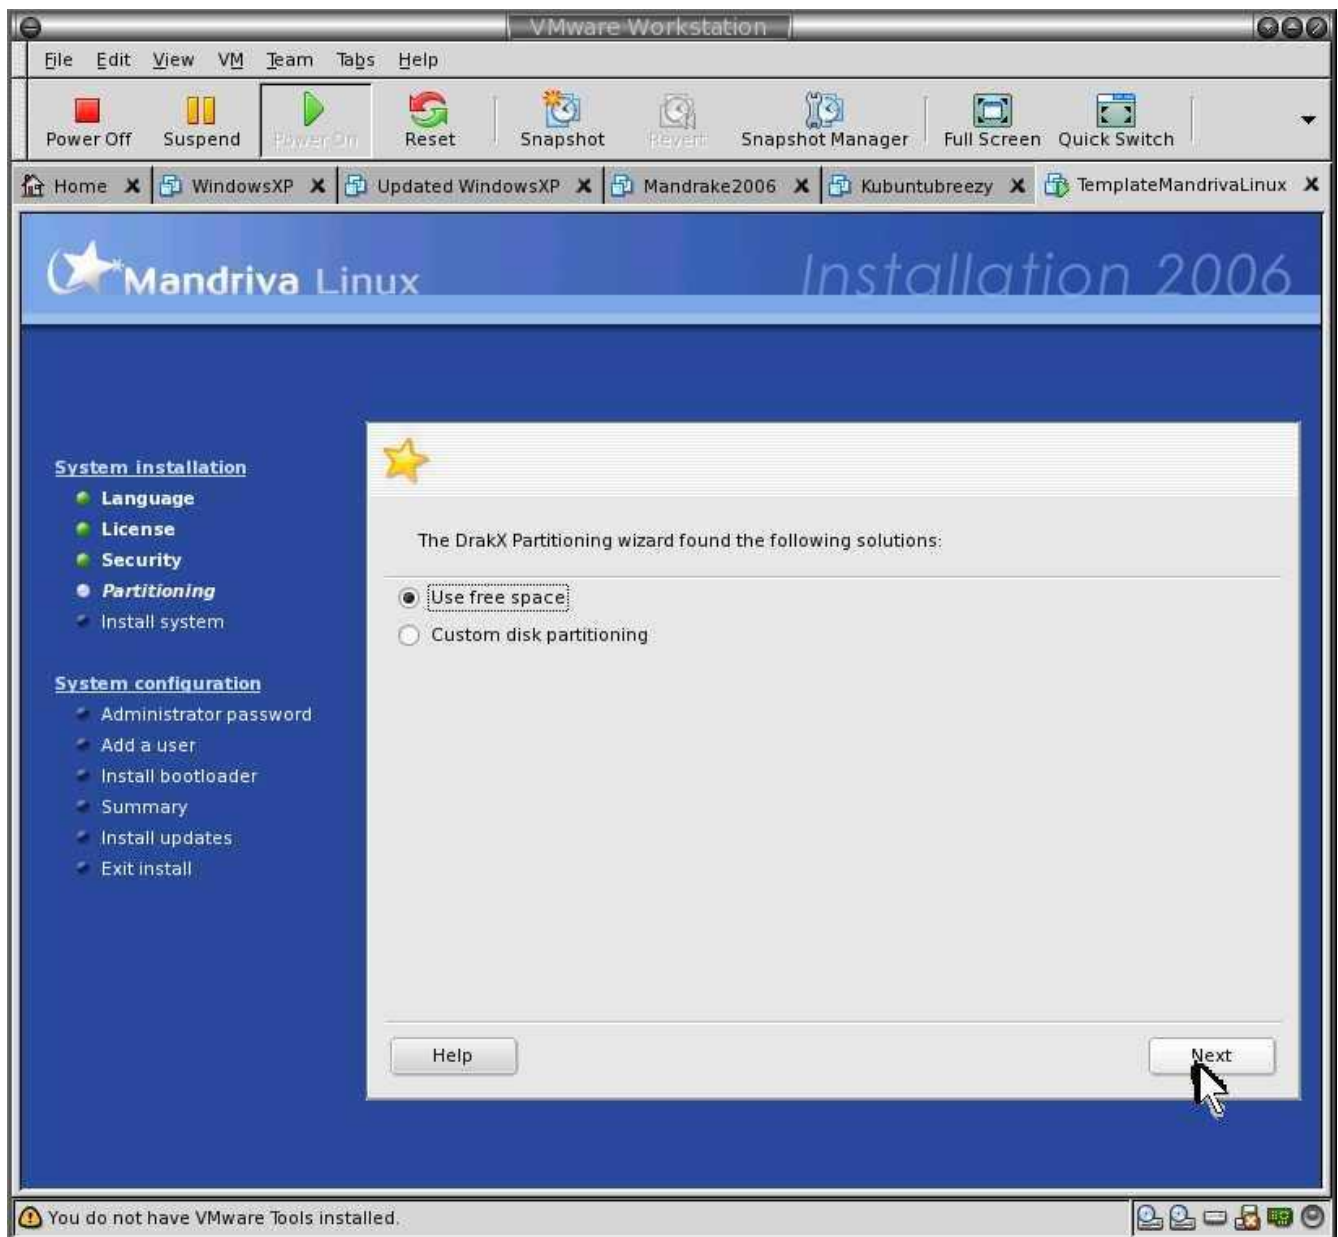 VMware Workstation
File Edit View VM Team Tabs Help
Power Off Suspend Power On Reset Snapshot Revert Snapshot Manager Full Screen Quick Switch
Home WindowsXP Updated WindowsXP Mandrake2006 Kubuntubreezy TemplateMandrivaLinux
Mandriva Linux Installation 2006
System installation
Language
License
Security
Partitioning
Install system
System configuration
Administrator password
Add a user
Install bootloader
Summary
Install updates
Exit install
The DrakX Partitioning wizard found the following solutions:
Use free space
Custom disk partitioning
Help Next
You do not have VMware Tools installed.